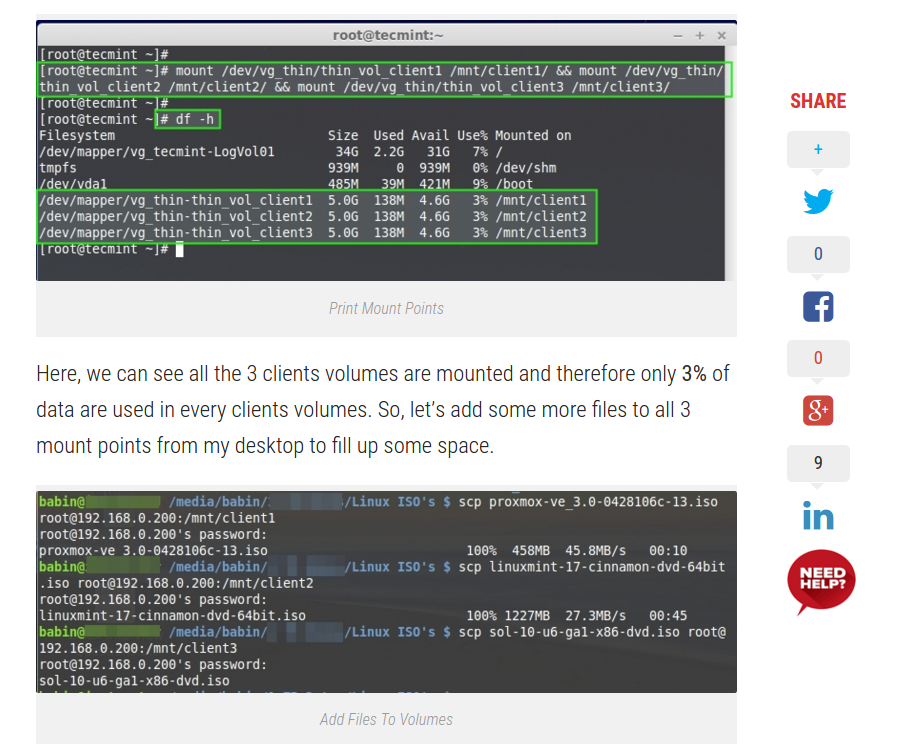 root@tecmint:~
[root@tecmint ~]#
[root@tecmint ~]# mount /dev/vg_thin/thin_vol_client1 /mnt/client1/ && mount /dev/vg_thin/
thin_vol_client2 /mnt/client2/ && mount /dev/vg_thin/thin_vol_client3 /mnt/client3/
[root@tecmint ~]#
[root@tecmint ~]# df -h
Filesystem Size Used Avail Use% Mounted on
/dev/mapper/vg_tecmint-LogVol01 34G 2.2G 31G 7% /
tmpfs 939M 0 939M 0% /dev/shm
/dev/vda1 485M 39M 421M 9% /boot
/dev/mapper/vg_thin-thin_vol_client1 5.0G 138M 4.6G 3% /mnt/client1
/dev/mapper/vg_thin-thin_vol_client2 5.0G 138M 4.6G 3% /mnt/client2
/dev/mapper/vg_thin-thin_vol_client3 5.0G 138M 4.6G 3% /mnt/client3
[root@tecmint ~]#
Print Mount Points
Here, we can see all the 3 clients volumes are mounted and therefore only 3% of
data are used in every clients volumes. So, let's add some more files to all 3
mount points from my desktop to fill up some space.
babin@ /media/babin/ /Linux ISO's $ scp proxmox-ve_3.0-0428106c-13.iso
root@192.168.0.200:/mnt/client1
root@192.168.0.200's password:
proxmox-ve_3.0-0428106c-13.iso 100% 458MB 45.8MB/s 00:10
babin@ /media/babin/ /Linux ISO's $ scp linuxmint-17-cinnamon-dvd-64bit
.iso root@192.168.0.200:/mnt/client2
root@192.168.0.200's password:
linuxmint-17-cinnamon-dvd-64bit.iso 100% 1227MB 27.3MB/s 00:45
babin@ /media/babin/ /Linux ISO's $ scp sol-10-u6-ga1-x86-dvd.iso root@
192.168.0.200:/mnt/client3
root@192.168.0.200's password:
sol-10-u6-ga1-x86-dvd.iso
Add Files To Volumes
SHARE
+
0
f
0
g+
9
in
NEED
HELP?